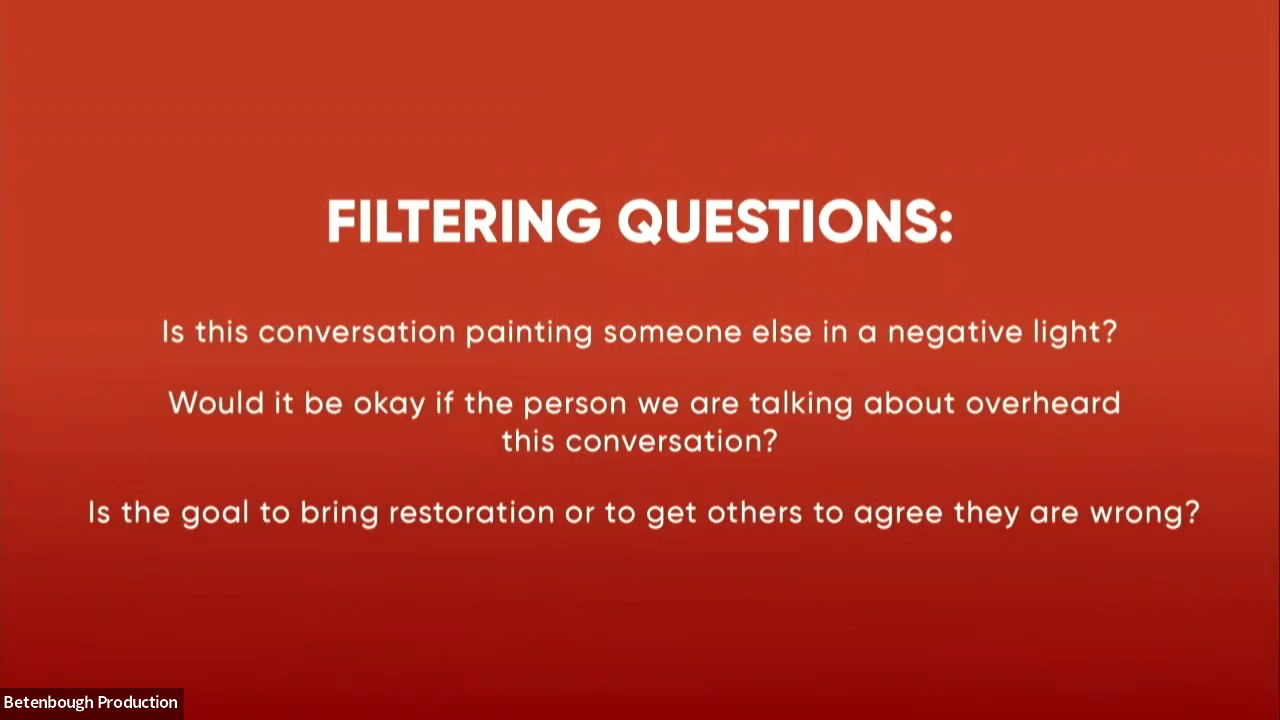 FILTERING QUESTIONS:
Is this conversation painting someone else in a negative light?
Would it be okay if the person we are talking about overheard
this conversation?
Is the goal to bring restoration or to get others to agree they are wrong?
Betenbough Production